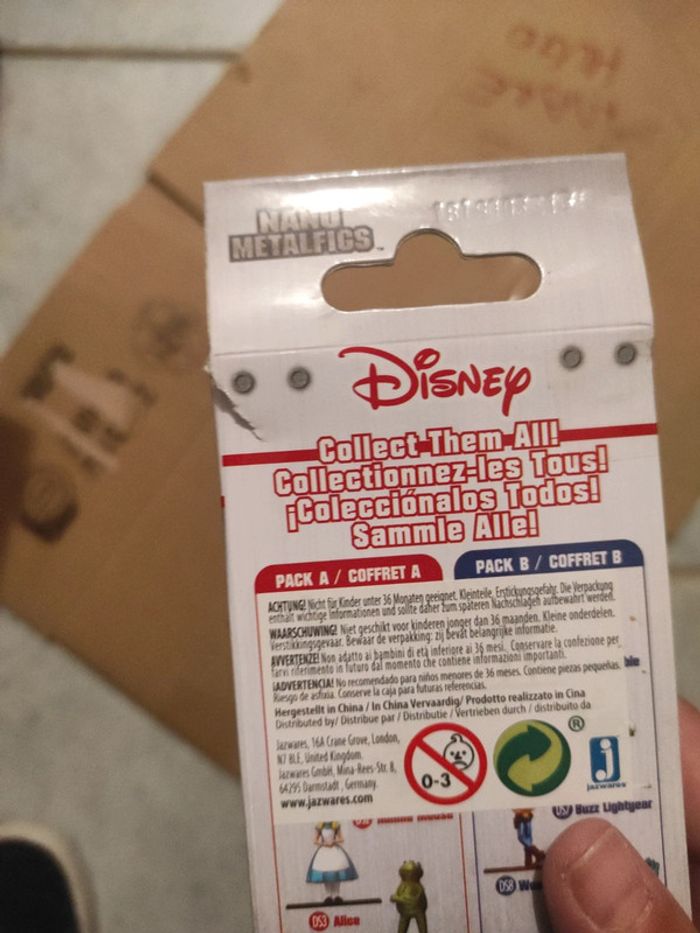 NANO
METALFIGS™
Disney
Collect Them All!
Collectionnez-les Tous!
¡Colecciónalos Todos!
Sammle Alle!
PACK A / COFFRET A
PACK B / COFFRET B
ACHTUNG! Nicht für Kinder unter 36 Monaten geeignet. Kleinteile. Erstickungsgefahr. Die Verpackung
enthält wichtige Informationen und sollte daher zum späteren Nachschlagen aufbewahrt werden.
WAARSCHUWING! Niet geschikt voor kinderen jonger dan 36 maanden. Kleine onderdelen.
Verstikkingsgevaar. Bewaar de verpakking: zij bevat belangrijke informatie.
AVVERTENZE! Non adatto ai bambini di età inferiore ai 36 mesi. Conservare la confezione per
farvi riferimento in futuro dal momento che contiene informazioni importanti.
¡ADVERTENCIA! No recomendado para niños menores de 36 meses. Contiene piezas pequeñas.
Riesgo de asfixia. Conserve la caja para futuras referencias.
Hergestellt in China / In China Vervaardig/ Prodotto realizzato in Cina
Distributed by/ Distribue par / Distributie / Vertrieben durch / distribuito da
Jazwares, 16A Crane Grove, London,
N7 8LE, United Kingdom.
Jazwares GmbH, Mina-Rees-Str. 8,
64295 Darmstadt, Germany.
www.jazwares.com
0-3
®
j
jazwares
Mouse
DS7 Buzz Lightyear
DS3 Alice
DS8